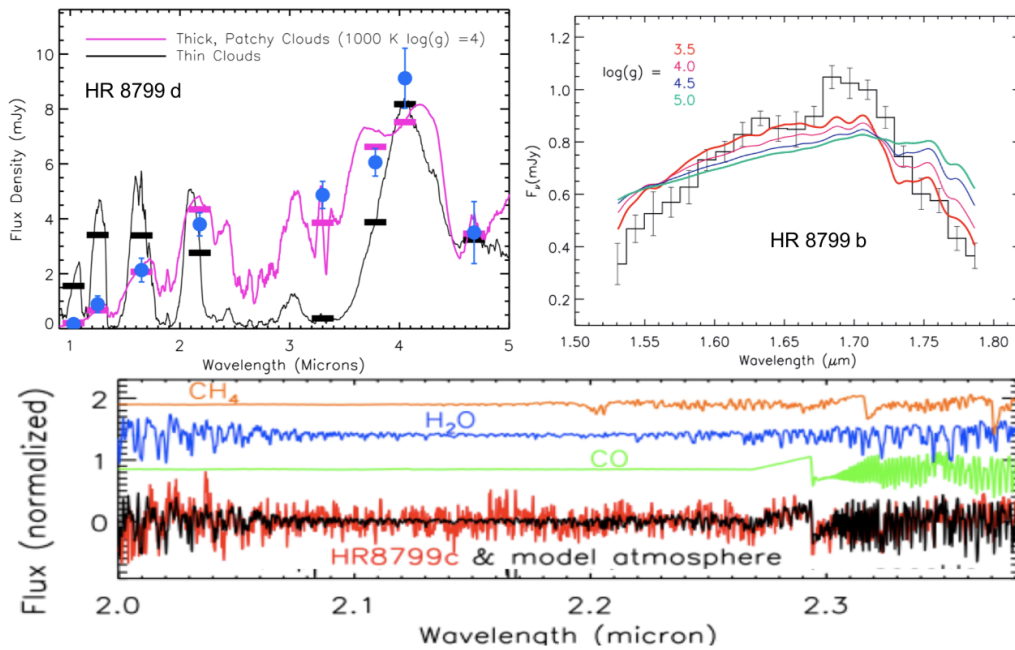 Thick, Patchy Clouds (1000 K log(g) =4)
Thin Clouds
HR 8799 d
Flux Density (mJy)
10
8
6
4
2
0
1
2
3
4
5
Wavelength (Microns)
log(g) =
3.5
4.0
4.5
5.0
HR 8799 b
Fν(mJy)
1.0
0.8
0.6
0.4
0.2
1.50
1.55
1.60
1.65
1.70
1.75
1.80
Wavelength (μm)
CH₄
H₂O
CO
HR8799c & model atmosphere
Flux (normalized)
2
1
0
2.0
2.1
2.2
2.3
Wavelength (micron)